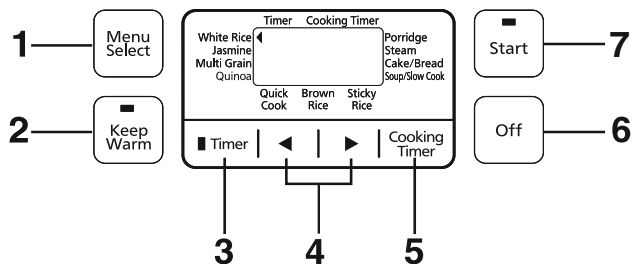 Timer Cooking Timer
1
Menu
Select
White Rice
Jasmine
Multi Grain
Quinoa
Porridge
Steam
Cake/Bread
Soup/Slow Cook
Start
7
2
Keep
Warm
Quick
Cook
Brown
Rice
Sticky
Rice
Off
6
Timer
Cooking
Timer
3
4
5